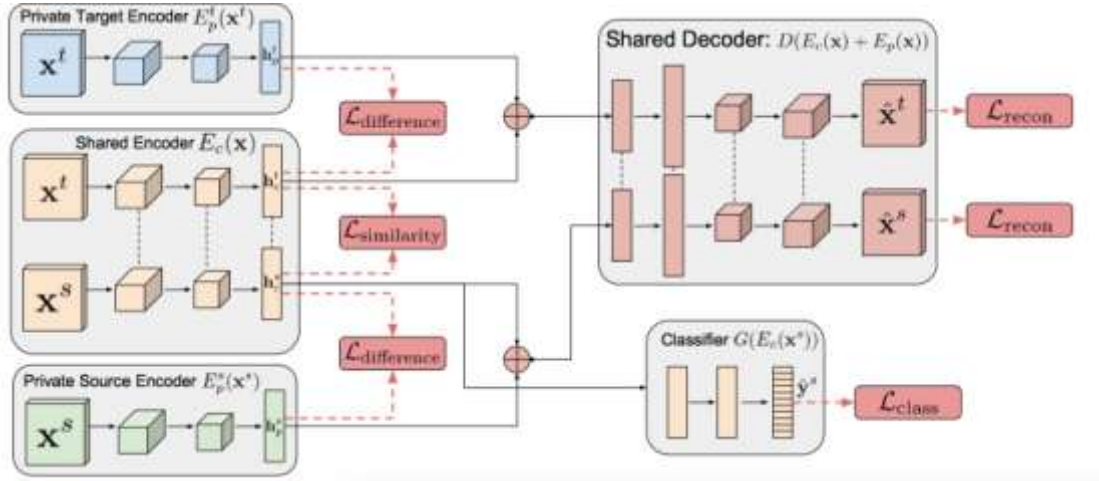 Private Target Encoder E_p^t(x^t)
x^t
h_p^t
L_difference
Shared Encoder E_c(x)
x^t
h_c^t
L_similarity
x^s
h_c^s
L_difference
Private Source Encoder E_p^s(x^s)
x^s
h_p^s
Shared Decoder: D(E_c(x) + E_p(x))
x̂^t
L_recon
x̂^s
L_recon
Classifier G(E_c(x^s))
ŷ^s
L_class